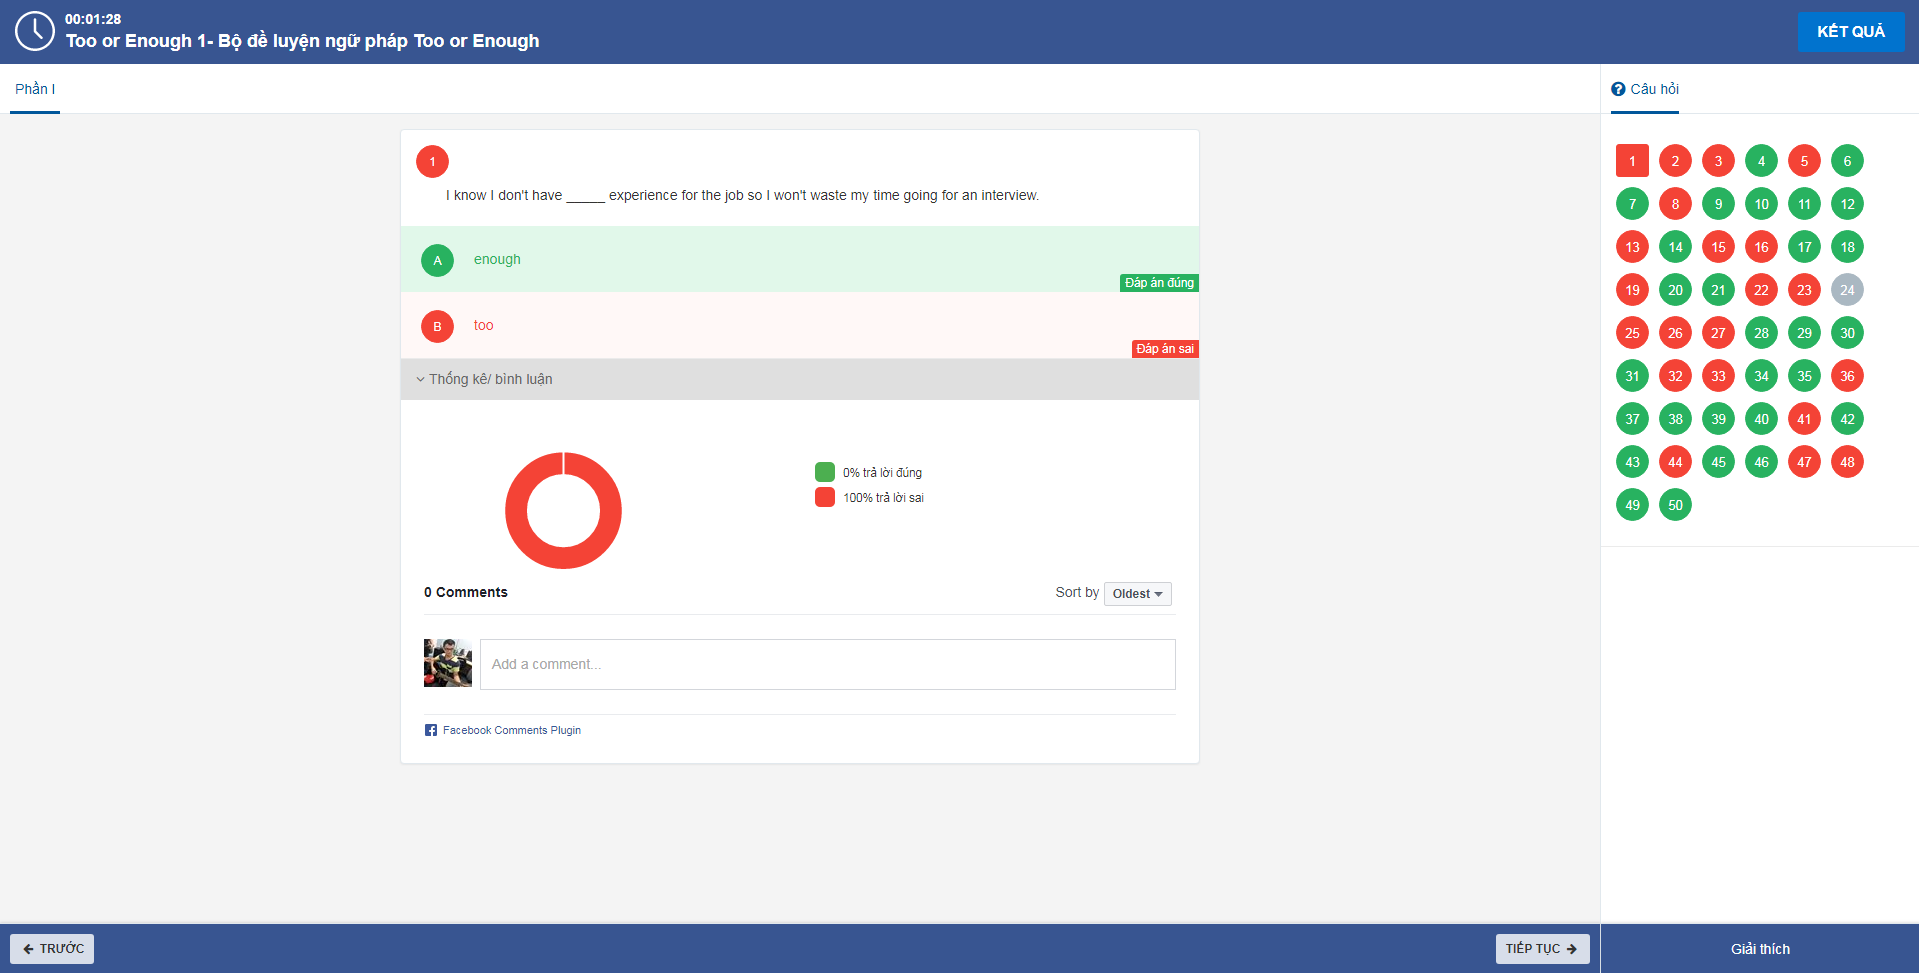 00:01:28
Too or Enough 1- Bộ đề luyện ngữ pháp Too or Enough
KẾT QUẢ
Phần I
Câu hỏi
1
I know I don't have _____ experience for the job so I won't waste my time going for an interview.
A enough
Đáp án đúng
B too
Đáp án sai
Thống kê/ bình luận
0% trả lời đúng
100% trả lời sai
0 Comments
Sort by Oldest
Add a comment...
Facebook Comments Plugin
1 2 3 4 5 6
7 8 9 10 11 12
13 14 15 16 17 18
19 20 21 22 23 24
25 26 27 28 29 30
31 32 33 34 35 36
37 38 39 40 41 42
43 44 45 46 47 48
49 50
TRƯỚC
TIẾP TỤC
Giải thích